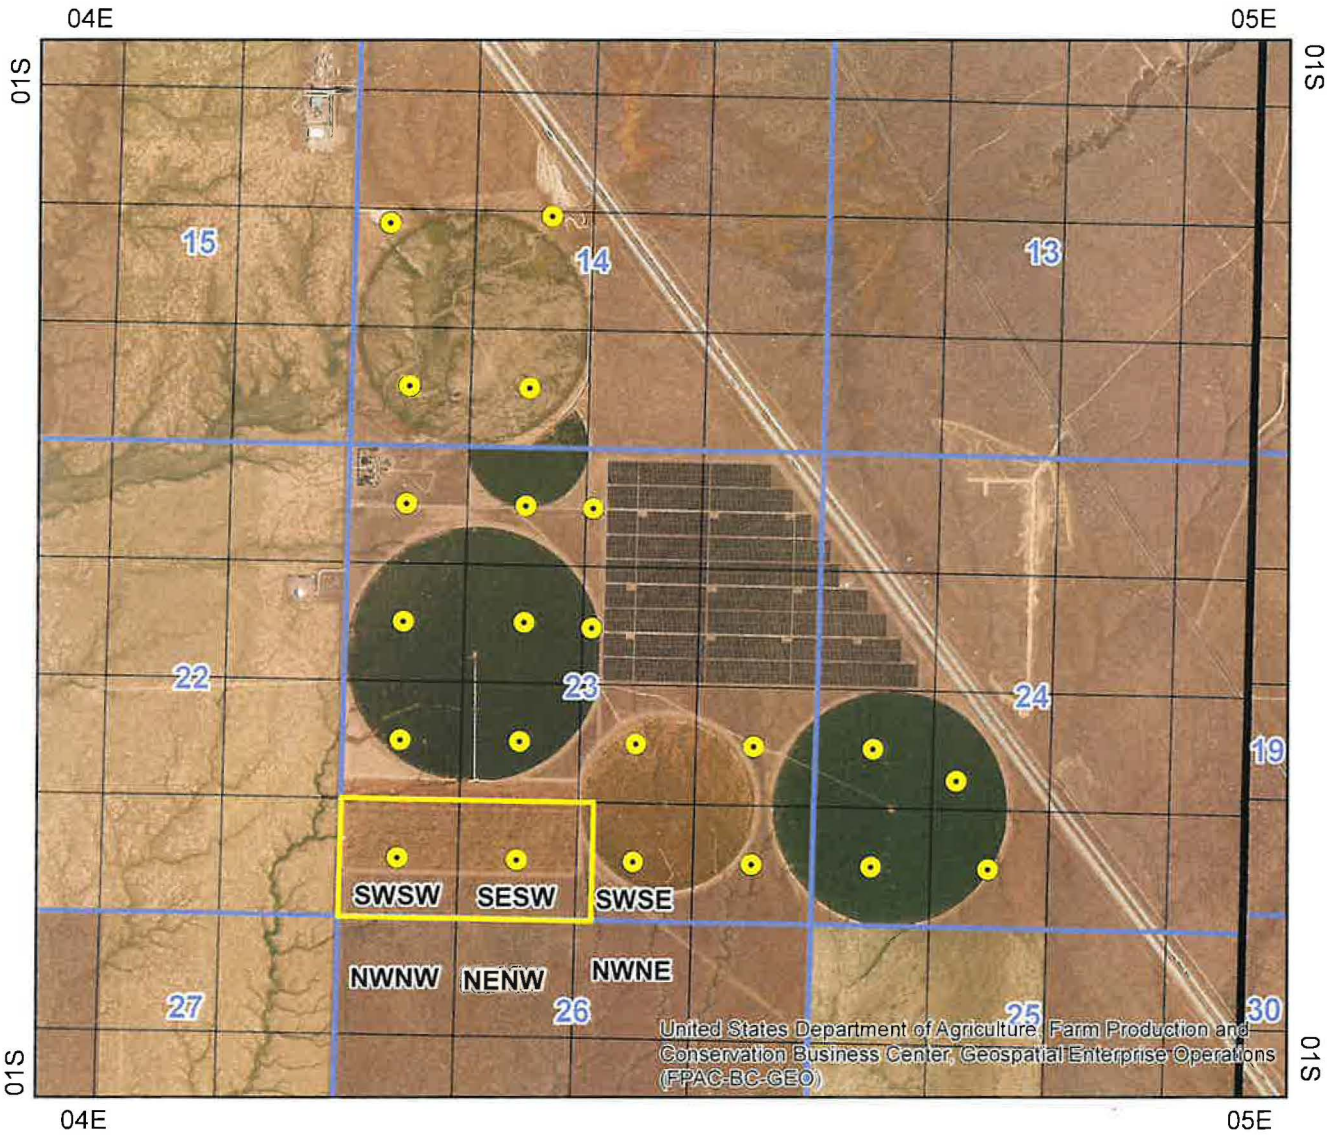 04E 05E
01S 01S
15 14 13
22 23 24
19
SWSW SESW SWSE
NWNW NENW NWNE
27 26 25 30
United States Department of Agriculture, Farm Production and
Conservation Business Center, Geospatial Enterprise Operations
(FPAC-BC-GEO)
01S 01S
04E 05E